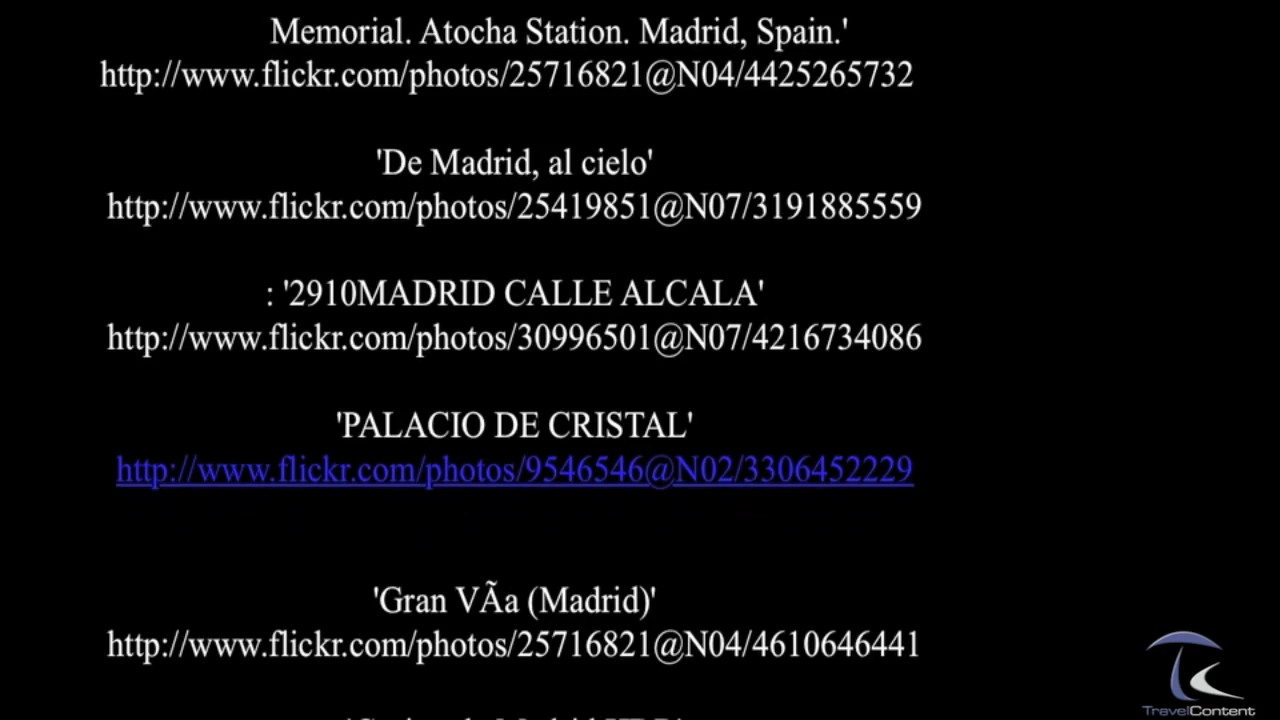 Memorial. Atocha Station. Madrid, Spain.'
http://www.flickr.com/photos/25716821@N04/4425265732
'De Madrid, al cielo'
http://www.flickr.com/photos/25419851@N07/3191885559
: '2910MADRID CALLE ALCALA'
http://www.flickr.com/photos/30996501@N07/4216734086
'PALACIO DE CRISTAL'
http://www.flickr.com/photos/9546546@N02/3306452229
'Gran VÃa (Madrid)'
http://www.flickr.com/photos/25716821@N04/4610646441
TravelContent